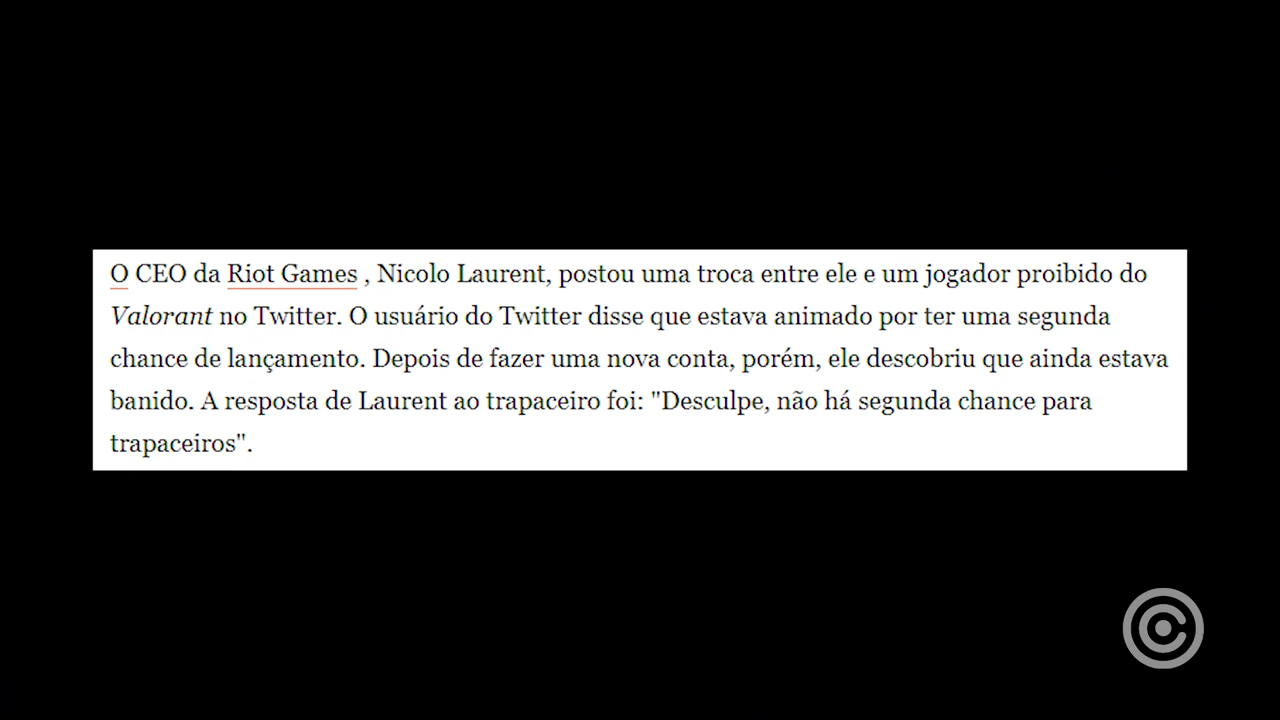 O CEO da Riot Games , Nicolo Laurent, postou uma troca entre ele e um jogador proibido do
Valorant no Twitter. O usuário do Twitter disse que estava animado por ter uma segunda
chance de lançamento. Depois de fazer uma nova conta, porém, ele descobriu que ainda estava
banido. A resposta de Laurent ao trapaceiro foi: "Desculpe, não há segunda chance para
trapaceiros".